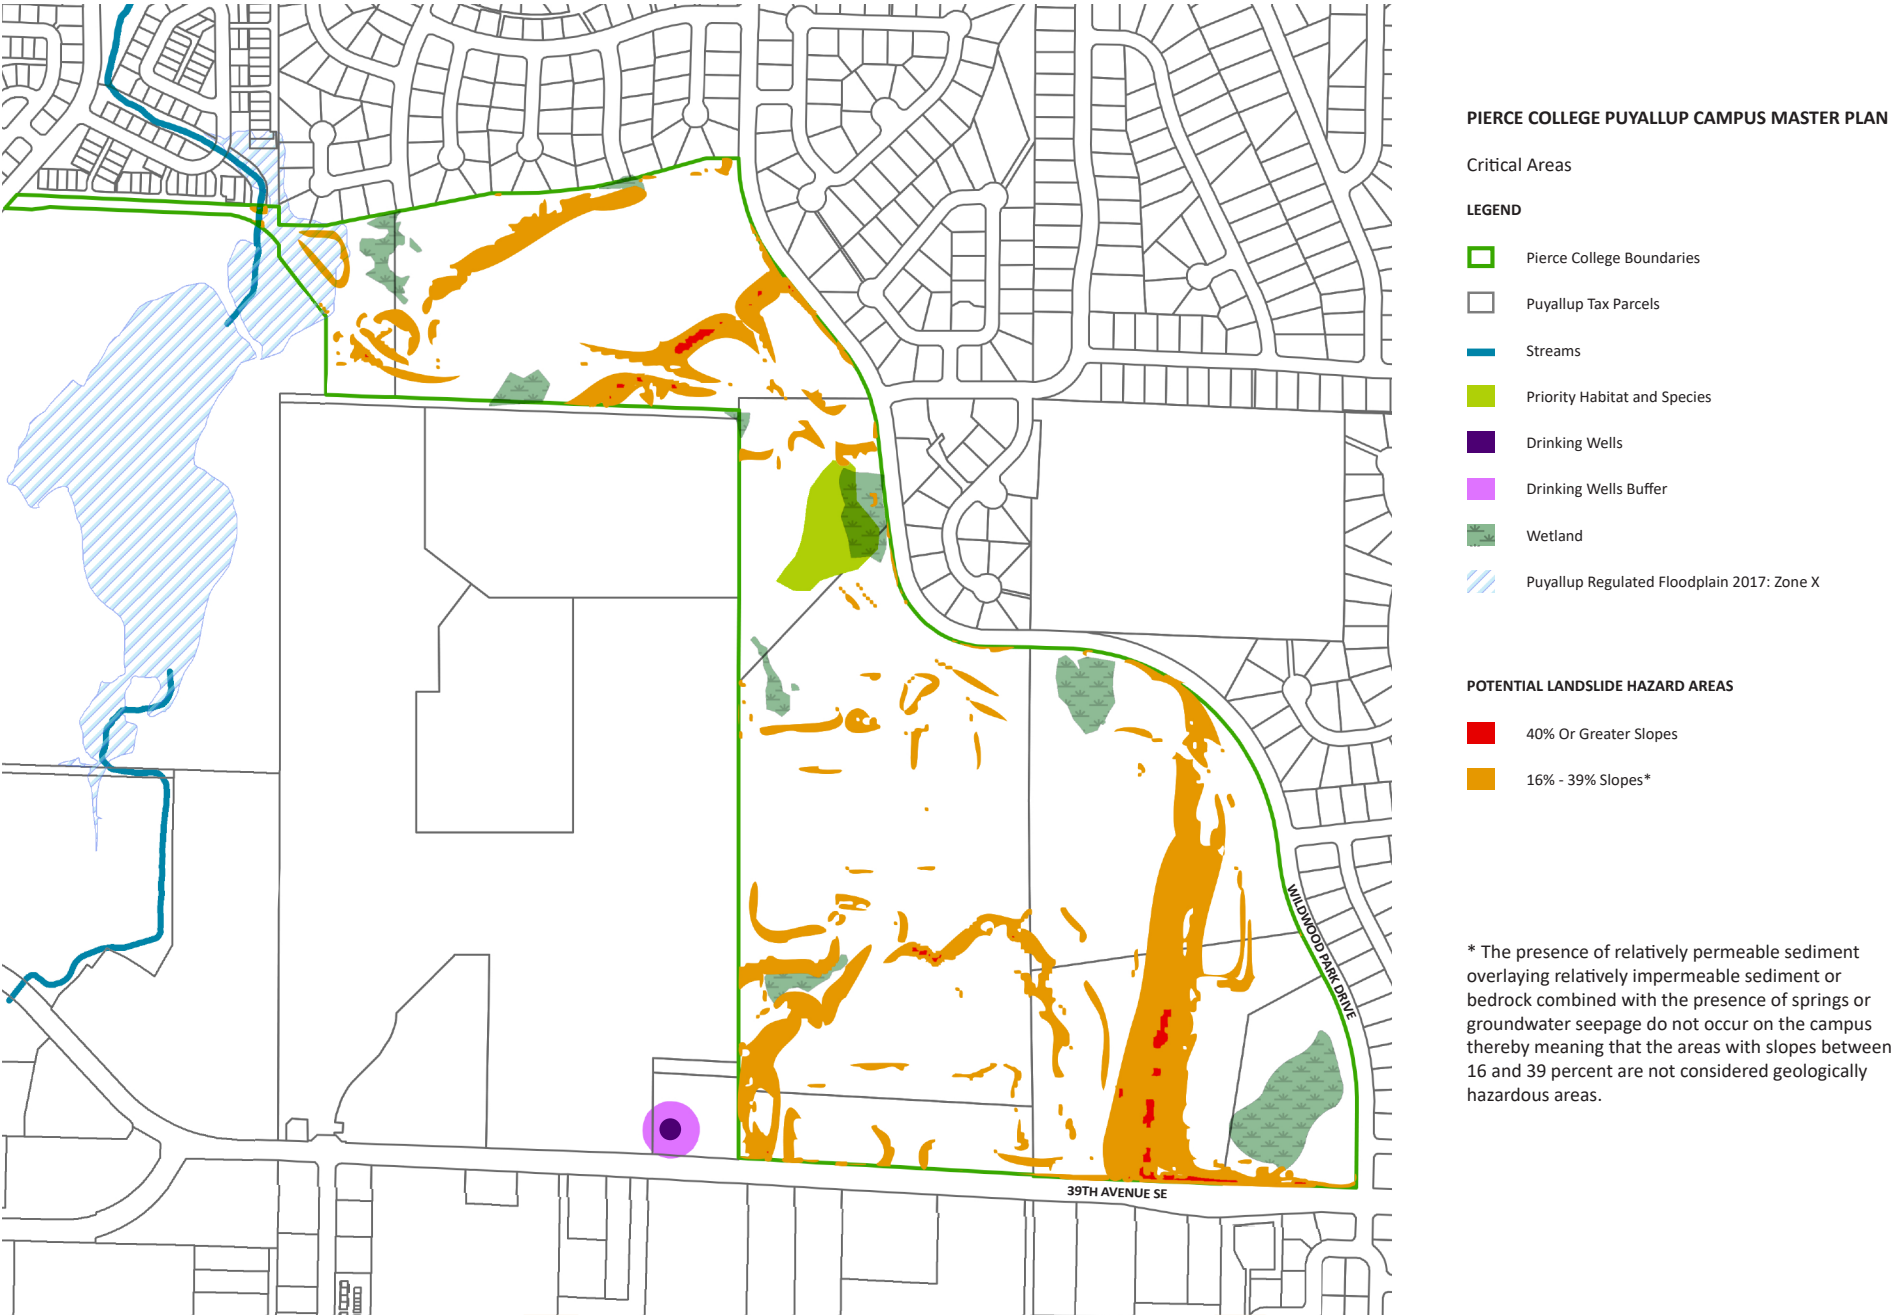 PIERCE COLLEGE PUYALLUP CAMPUS MASTER PLAN
Critical Areas
LEGEND
Pierce College Boundaries
Puyallup Tax Parcels
Streams
Priority Habitat and Species
Drinking Wells
Drinking Wells Buffer
Wetland
Puyallup Regulated Floodplain 2017: Zone X
POTENTIAL LANDSLIDE HAZARD AREAS
40% Or Greater Slopes
16% - 39% Slopes*
* The presence of relatively permeable sediment
overlaying relatively impermeable sediment or
bedrock combined with the presence of springs or
groundwater seepage do not occur on the campus
thereby meaning that the areas with slopes between
16 and 39 percent are not considered geologically
hazardous areas.
WILDWOOD PARK DRIVE
39TH AVENUE SE